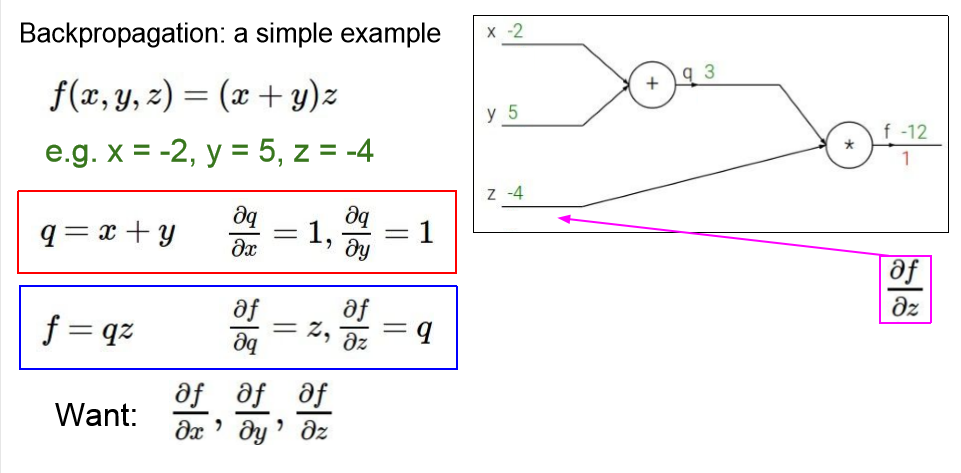 Backpropagation: a simple example
f(x, y, z) = (x + y)z
e.g. x = -2, y = 5, z = -4
q = x + y    ∂q/∂x = 1, ∂q/∂y = 1
f = qz    ∂f/∂q = z, ∂f/∂z = q
Want: ∂f/∂x, ∂f/∂y, ∂f/∂z
x -2
y 5
z -4
+
q 3
*
f -12
1
∂f/∂z